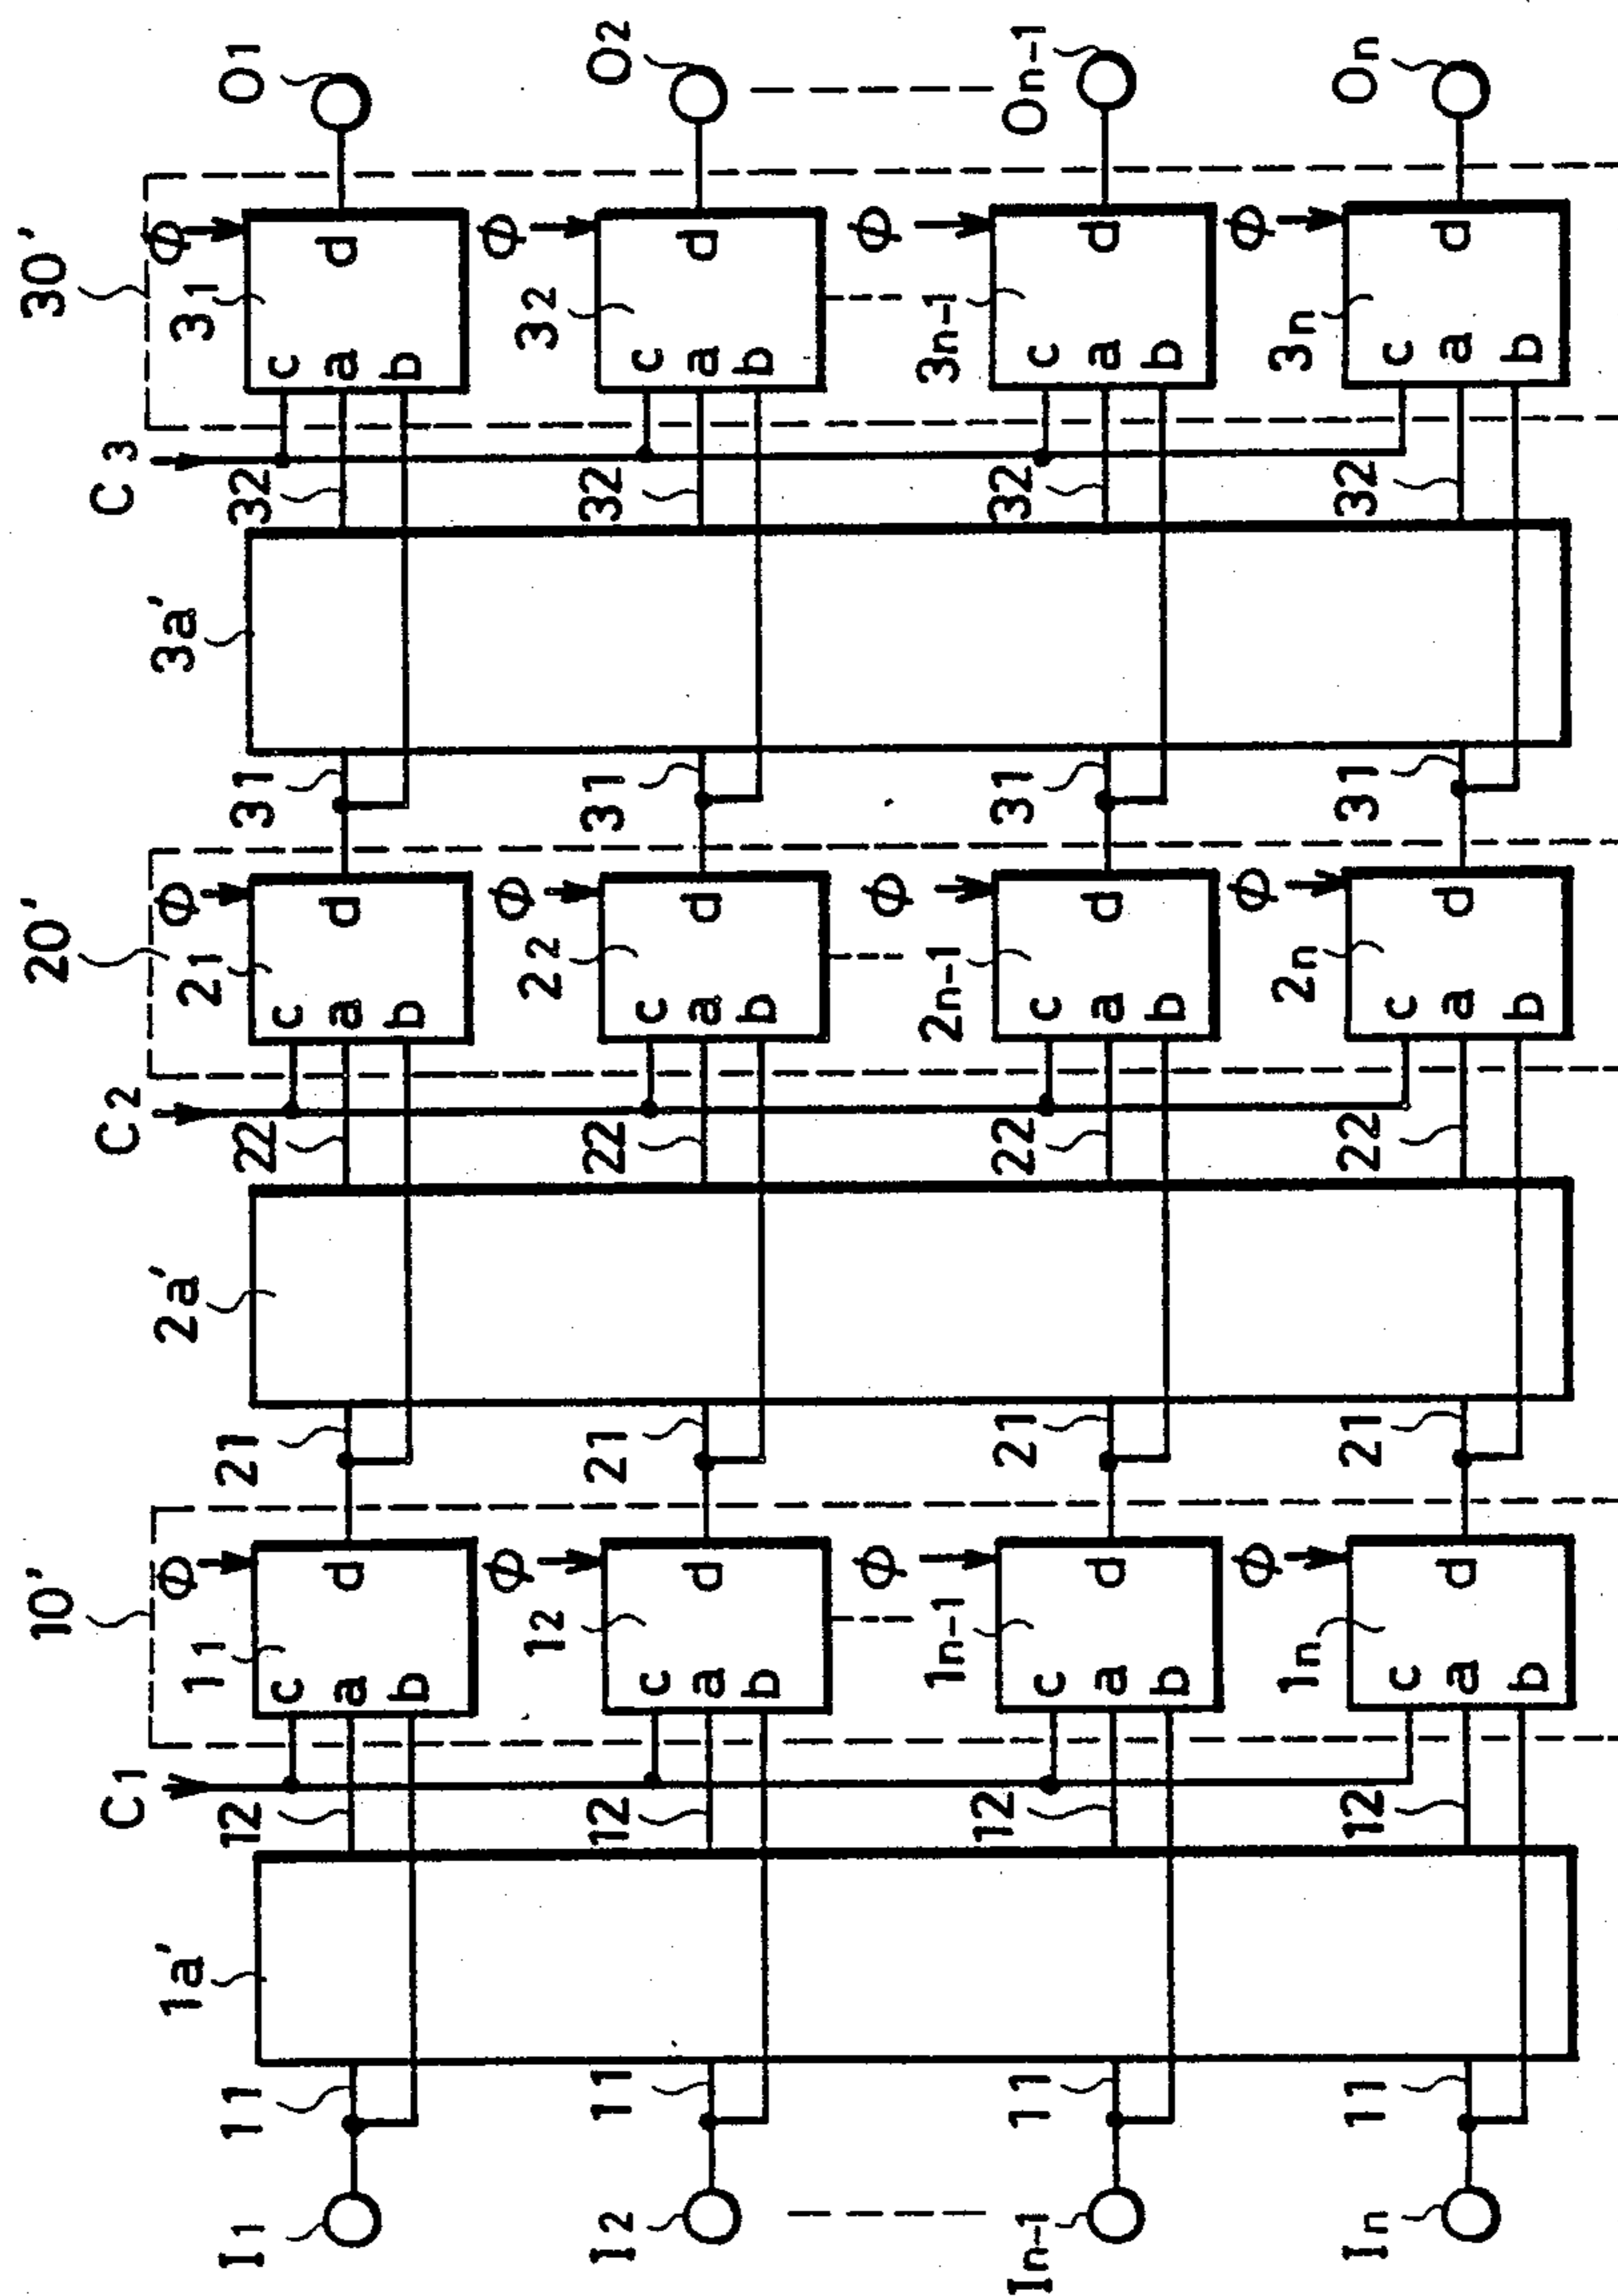 10' 20' 30'
C1 C2 C3
1a' 2a' 3a'
I1 11 12 11 c a b d Φ 21 22 21 c a b d Φ 31 32 31 c a b d Φ O1
I2 11 12 12 c a b d Φ 21 22 22 c a b d Φ 31 32 32 c a b d Φ O2
In-1 11 12 1n-1 c a b d Φ 21 22 2n-1 c a b d Φ 31 32 3n-1 c a b d Φ On-1
In 11 12 1n c a b d Φ 21 22 2n c a b d Φ 31 32 3n c a b d Φ On